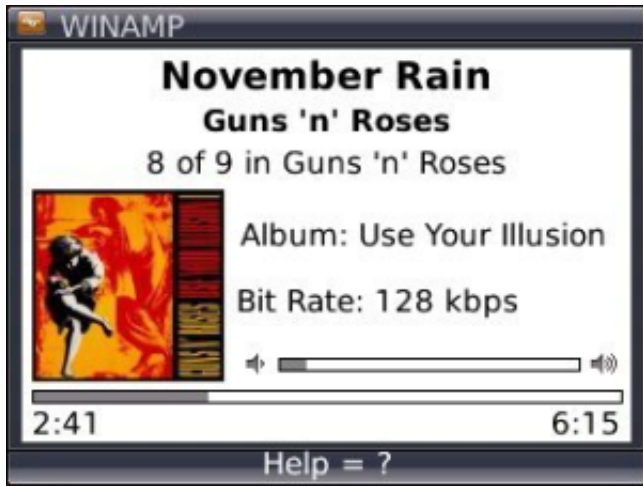 WINAMP
November Rain
Guns 'n' Roses
8 of 9 in Guns 'n' Roses
Album: Use Your Illusion
Bit Rate: 128 kbps
2:41 6:15
Help = ?